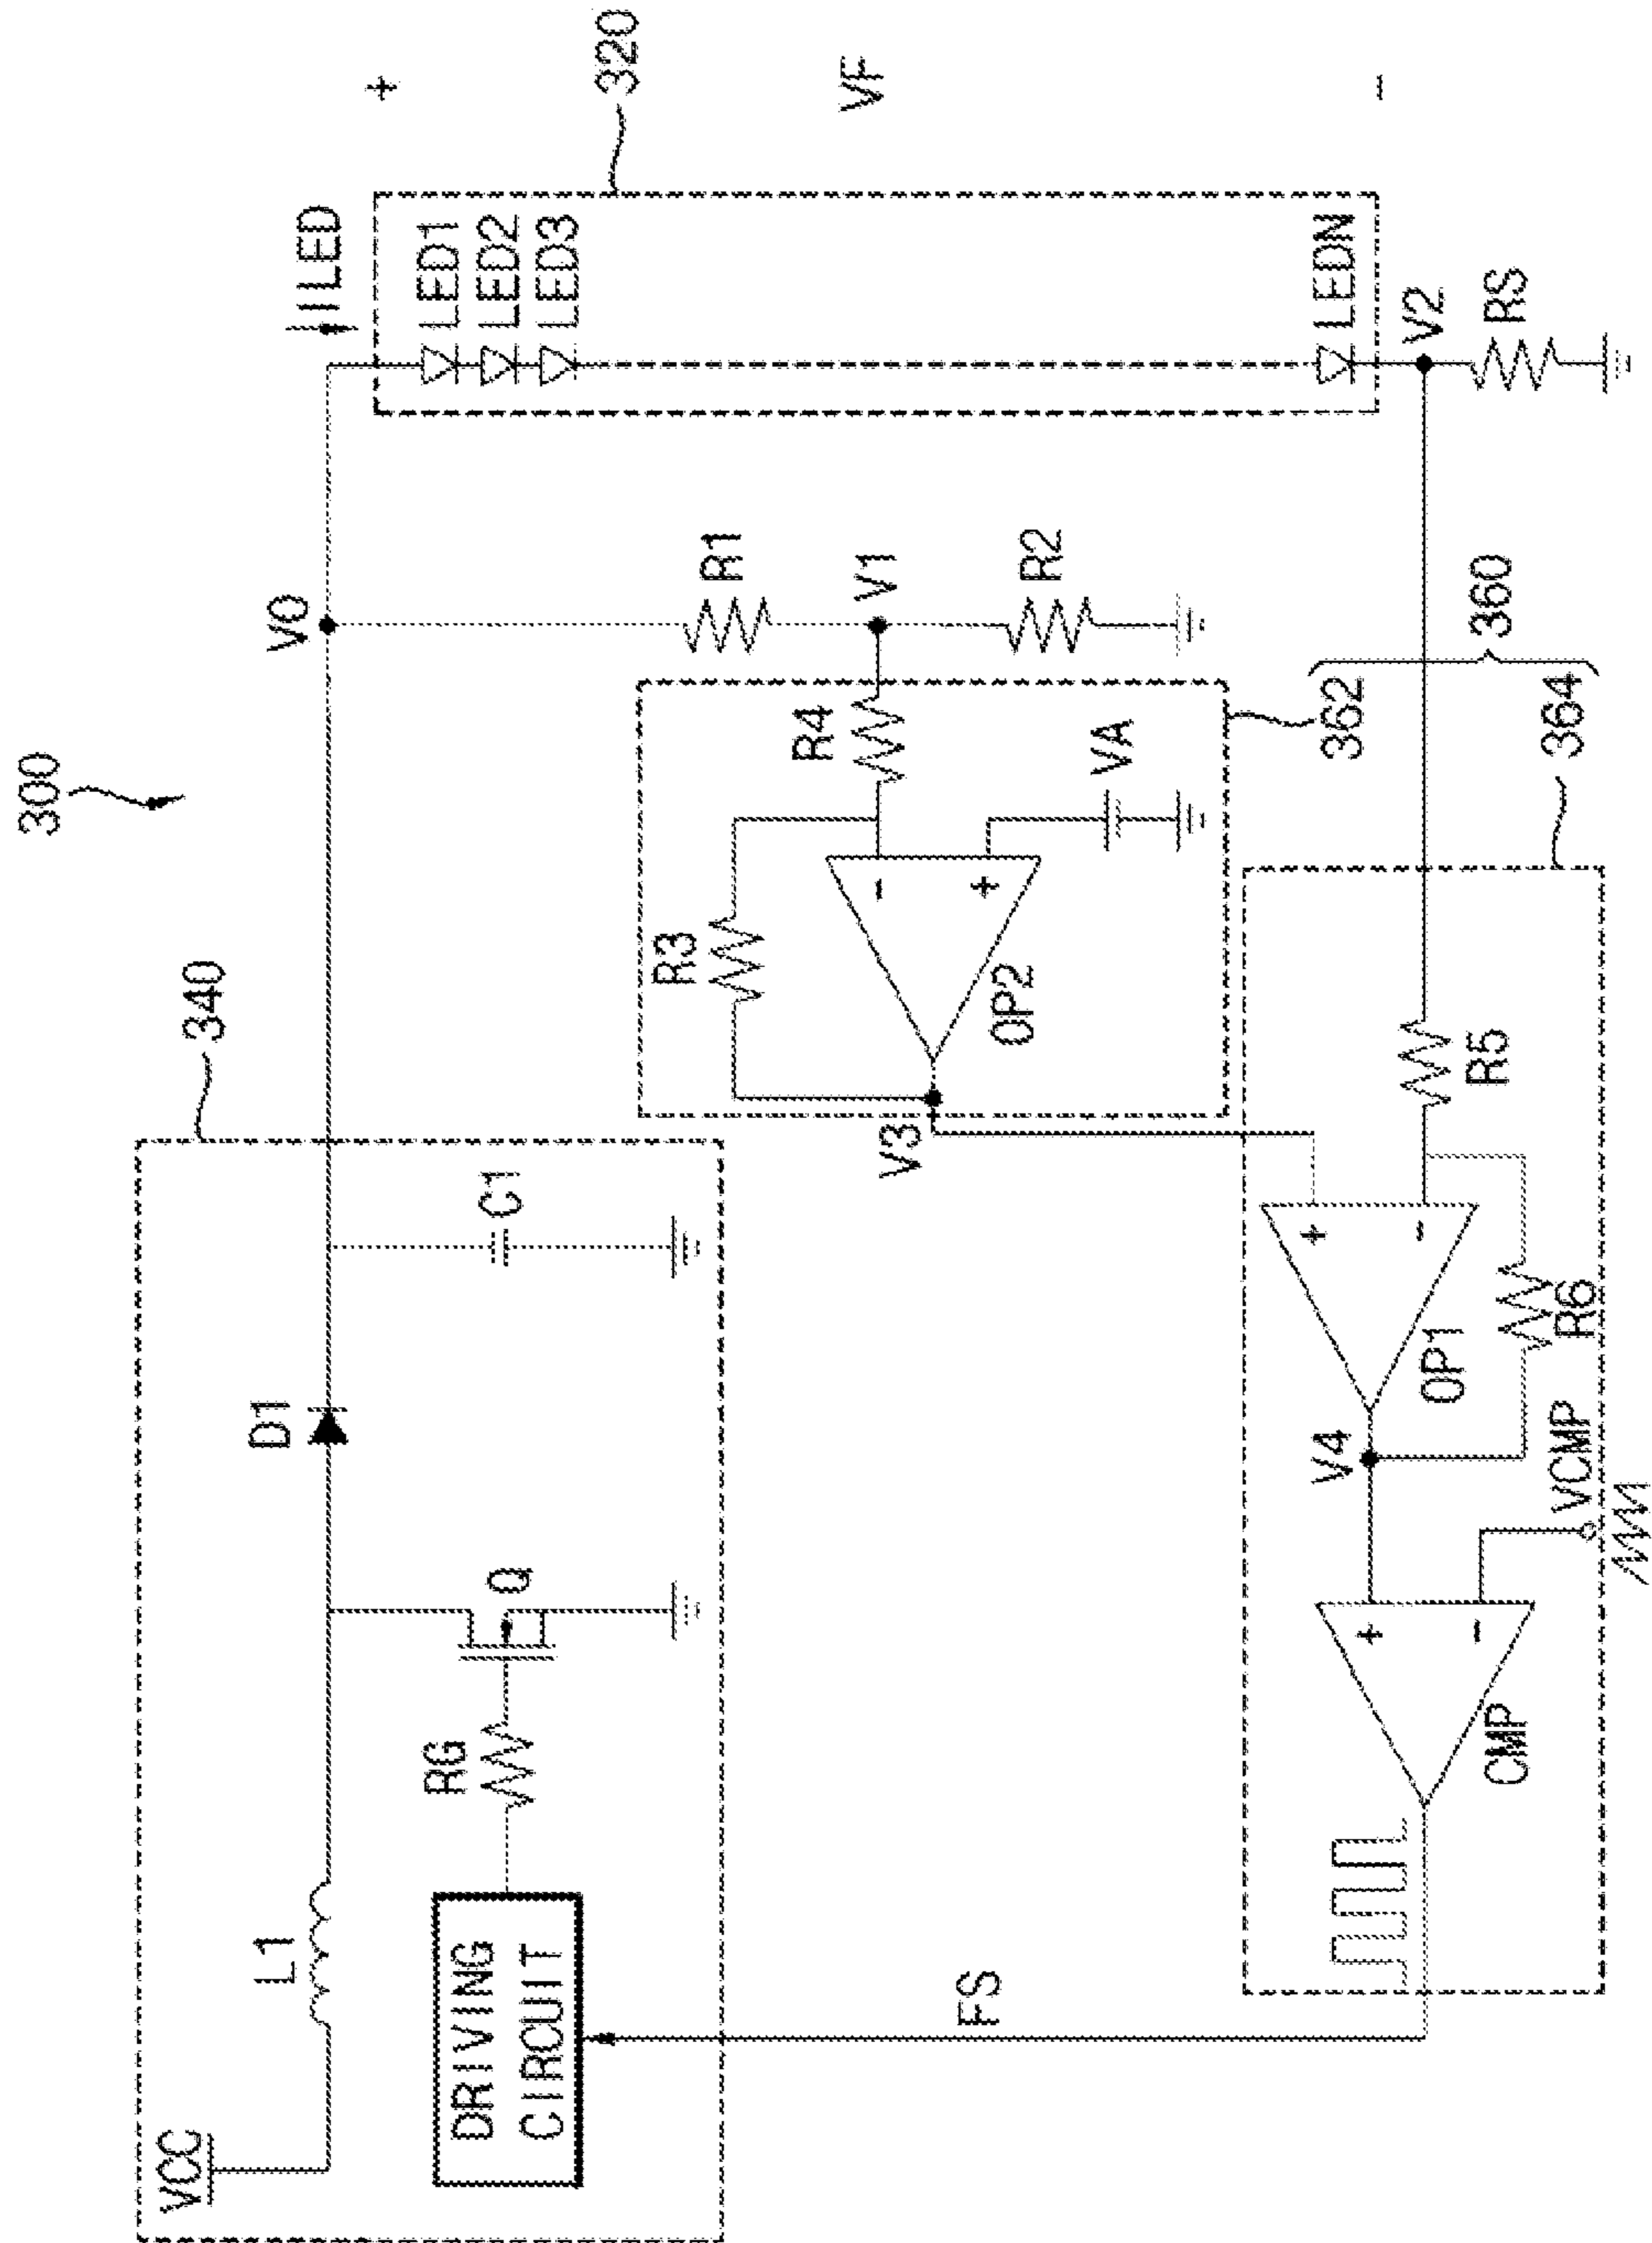 300
340
VCC
L1
D1
VO
ILED
+
320
LED1
LED2
LED3
LEDN
VF
-
DRIVING
CIRCUIT
RG
Q
C1
R1
V1
R2
R3
R4
-
+
OP2
VA
V3
362
360
364
V2
RS
FS
CMP
+
-
V4
VCMP
OP1
+
-
R5
R6